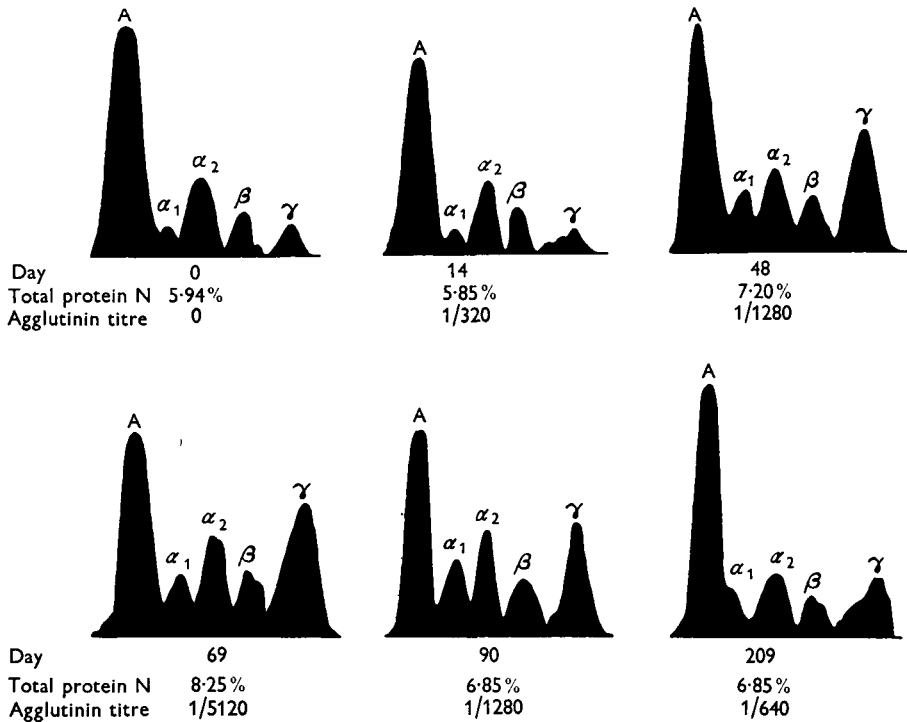 A α₁ α₂ β γ
A α₁ α₂ β γ
A α₁ α₂ β γ
Day 0 14 48
Total protein N 5·94% 5·85% 7·20%
Agglutinin titre 0 1/320 1/1280
A α₁ α₂ β γ
A α₁ α₂ β γ
A α₁ α₂ β γ
Day 69 90 209
Total protein N 8·25% 6·85% 6·85%
Agglutinin titre 1/5120 1/1280 1/640